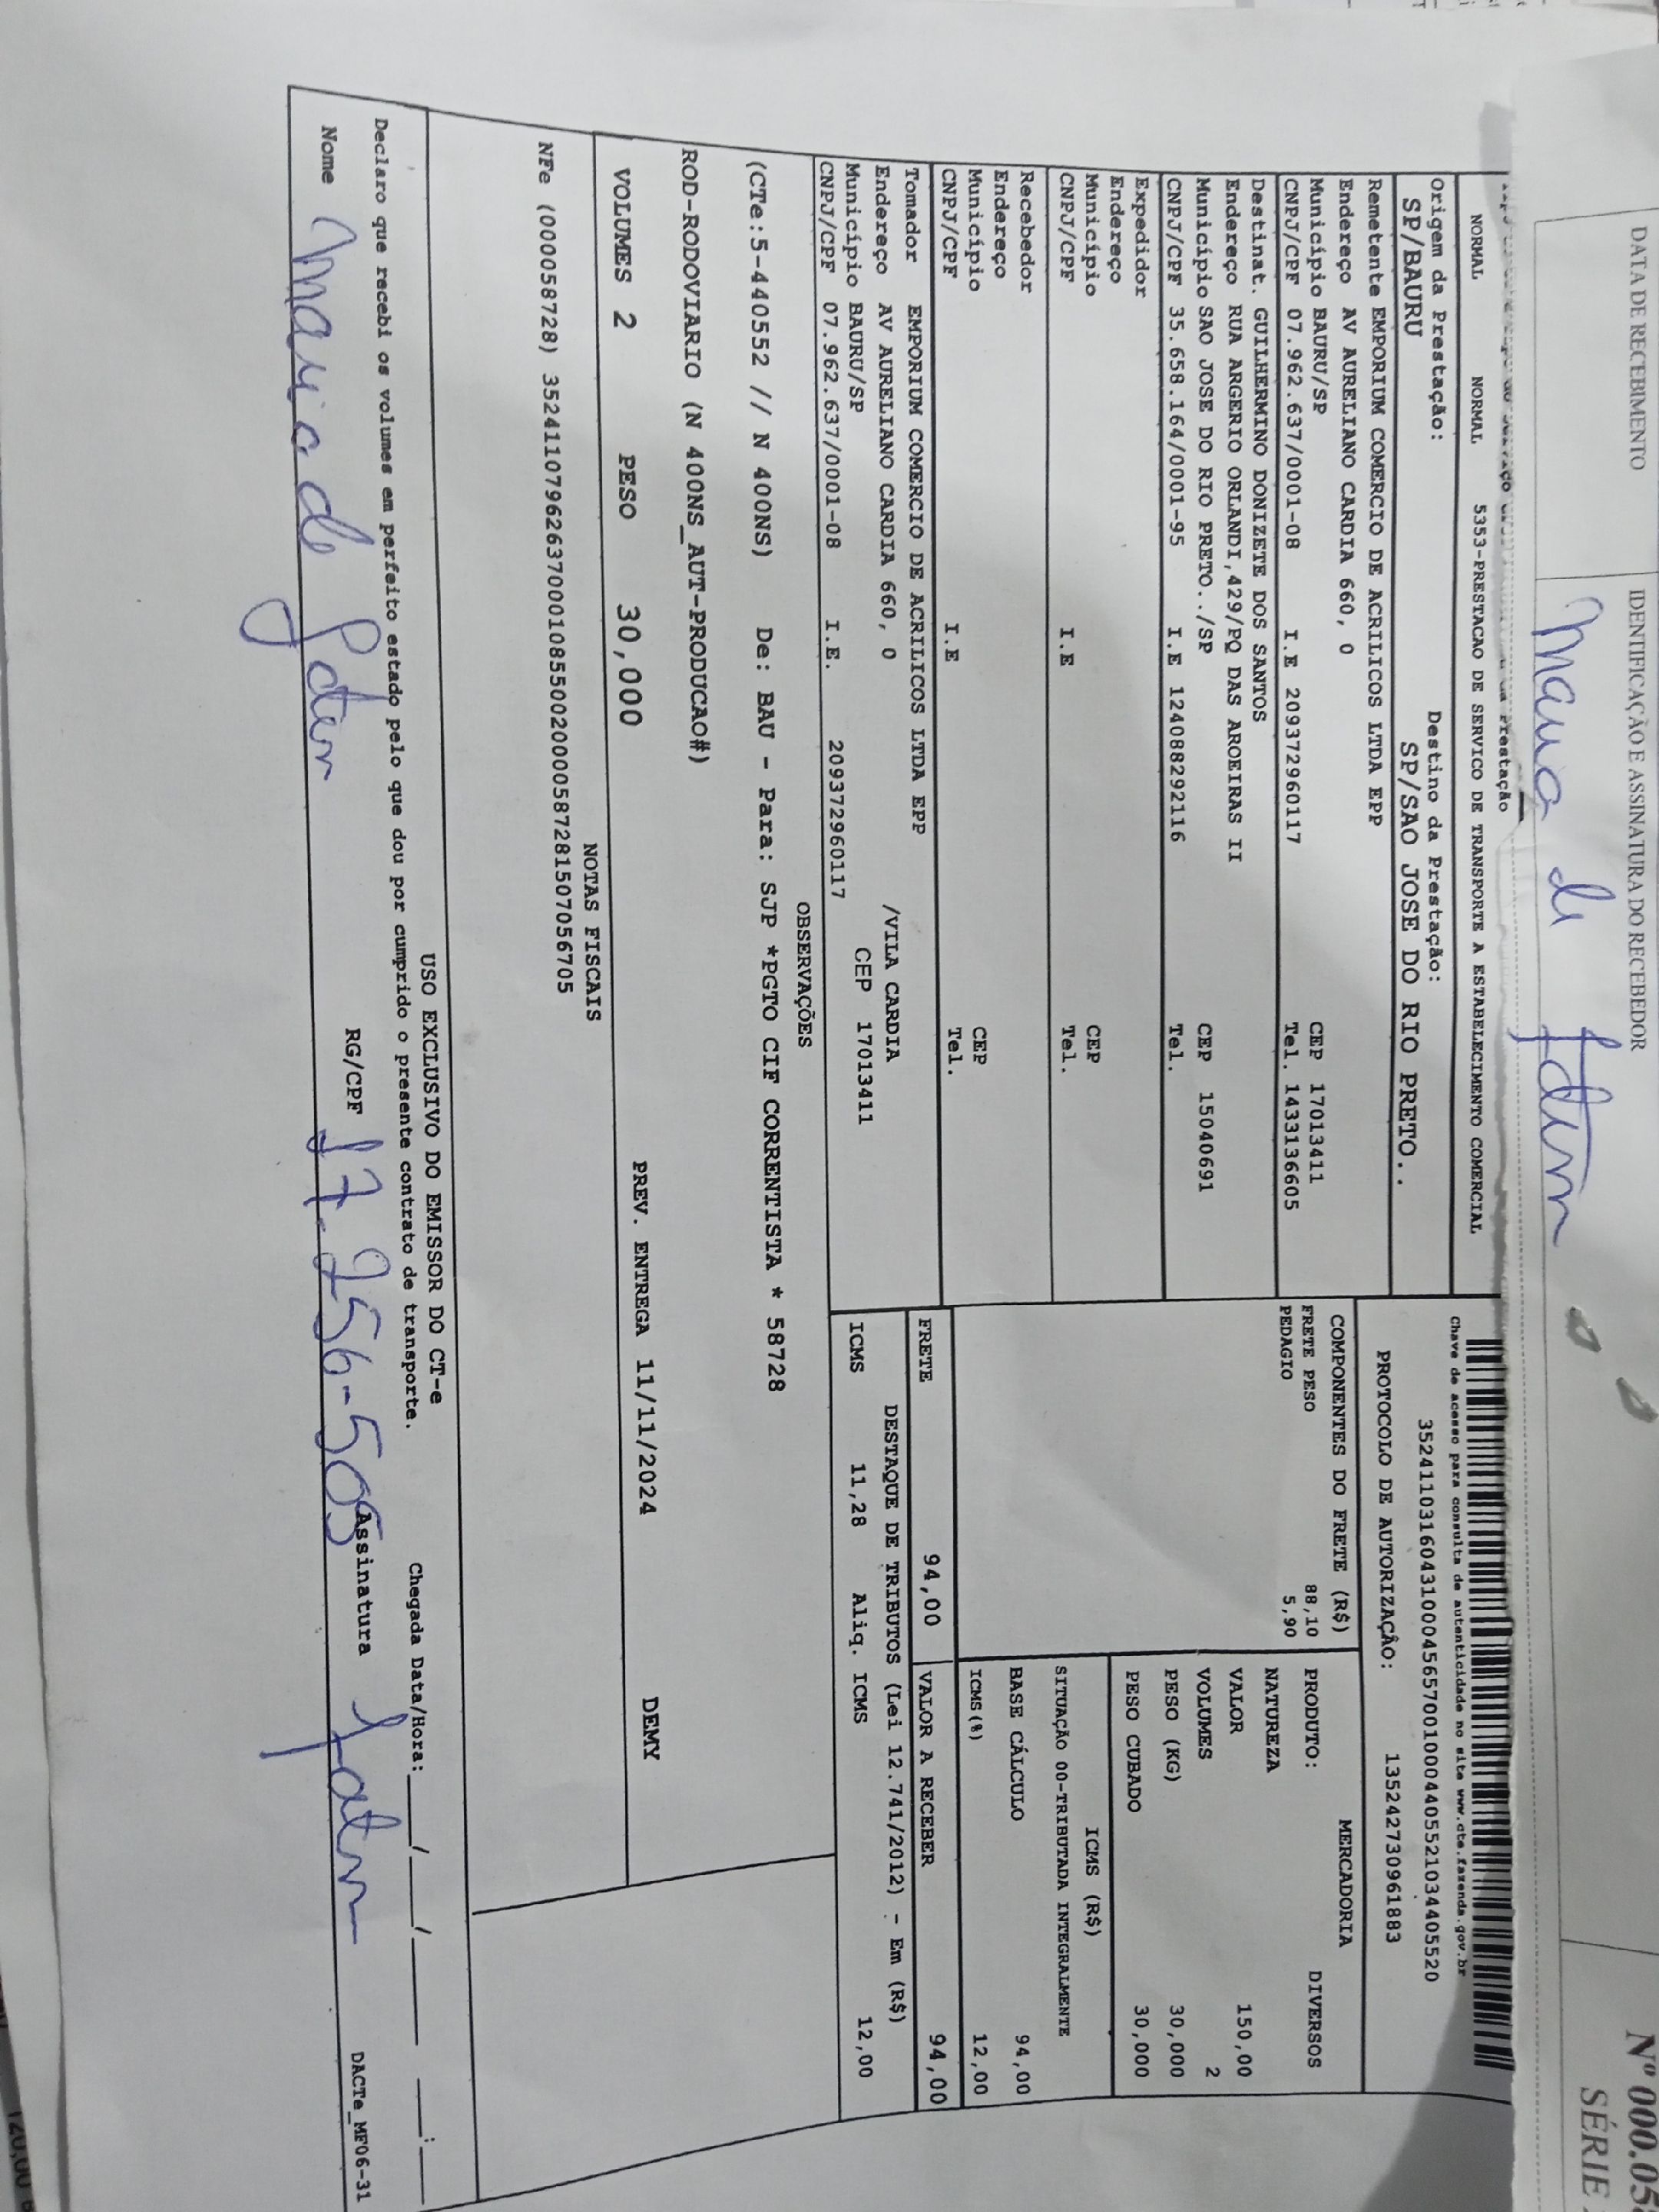 DATA DE RECEBIMENTO
IDENTIFICAÇÃO E ASSINATURA DO RECEBEDOR
Nº 000.05
SÉRIE
Maria de Fatima
Prestação
NORMAL NORMAL 5353-PRESTACAO DE SERVICO DE TRANSPORTE A ESTABELECIMENTO COMERCIAL
Origem da Prestação: Destino da Prestação:
SP/BAURU SP/SAO JOSE DO RIO PRETO..
Chave de acesso para consulta de autenticidade no site www.cte.fazenda.gov.br
35241103160431000456570010004405521034405520
PROTOCOLO DE AUTORIZAÇÃO: 135242730961883
Remetente EMPORIUM COMERCIO DE ACRILICOS LTDA EPP
Endereço AV AURELIANO CARDIA 660, 0
Município BAURU/SP CEP 17013411
CNPJ/CPF 07.962.637/0001-08 I.E 209372960117 Tel. 1433136605
Destinat. GUILHERMINO DONIZETE DOS SANTOS
Endereço RUA ARGERIO ORLANDI,429/PQ DAS AROEIRAS II
Município SAO JOSE DO RIO PRETO../SP CEP 15040691
CNPJ/CPF 35.658.164/0001-95 I.E 124088292116 Tel.
Expedidor
Endereço
Município CEP
CNPJ/CPF I.E Tel.
Recebedor
Endereço
Município CEP
CNPJ/CPF I.E Tel.
COMPONENTES DO FRETE (R$)
FRETE PESO 88,10
PEDAGIO 5,90
MERCADORIA
PRODUTO: DIVERSOS
NATUREZA
VALOR 150,00
VOLUMES 2
PESO (KG) 30,000
PESO CUBADO 30,000
ICMS (R$)
SITUAÇÃO 00-TRIBUTADA INTEGRALMENTE
BASE CÁLCULO 94,00
ICMS(%) 12,00
Tomador EMPORIUM COMERCIO DE ACRILICOS LTDA EPP
Endereço AV AURELIANO CARDIA 660, 0 /VILA CARDIA
Município BAURU/SP CEP 17013411
CNPJ/CPF 07.962.637/0001-08 I.E. 209372960117
FRETE 94,00 VALOR A RECEBER 94,00
DESTAQUE DE TRIBUTOS (Lei 12.741/2012) - Em (R$)
ICMS 11,28 Aliq. ICMS 12,00
OBSERVAÇÕES
(CTe:5-440552 // N 400NS) De: BAU - Para: SJP *PGTO CIF CORRENTISTA * 58728
ROD-RODOVIARIO (N 400NS_AUT-PRODUCAO#)
VOLUMES 2 PESO 30,000 PREV. ENTREGA 11/11/2024 DEMY
NOTAS FISCAIS
NFe (000058728) 35241107962637000108550020000587281507056705
USO EXCLUSIVO DO EMISSOR DO CT-e
Declaro que recebi os volumes em perfeito estado pelo que dou por cumprido o presente contrato de transporte. Chegada Data/Hora:____/____/______ ____:____
Nome Maria de Fatima RG/CPF 17.256-505 Assinatura Fatima DACTe_MF06-31